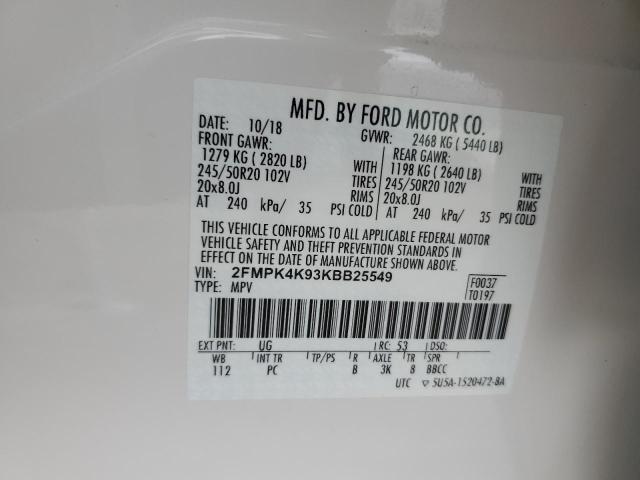 MFD. BY FORD MOTOR CO.
DATE: 10/18 GVWR: 2468 KG ( 5440 LB)
FRONT GAWR: REAR GAWR:
1279 KG ( 2820 LB) WITH 1198 KG ( 2640 LB) WITH
245/50R20 102V TIRES 245/50R20 102V TIRES
20x8.0J RIMS 20x8.0J RIMS
AT 240 kPa/ 35 PSI COLD AT 240 kPa/ 35 PSI COLD
THIS VEHICLE CONFORMS TO ALL APPLICABLE FEDERAL MOTOR
VEHICLE SAFETY AND THEFT PREVENTION STANDARDS IN
EFFECT ON THE DATE OF MANUFACTURE SHOWN ABOVE.
VIN: 2FMPK4K93KBB25549 F0037
TYPE: MPV T0197
EXT PNT: UG RC: 53 DSO:
WB INT TR TP/PS R AXLE TR SPR
112 PC B 3K 8 BBCC
UTC ▽ 5U5A-1520472-BA